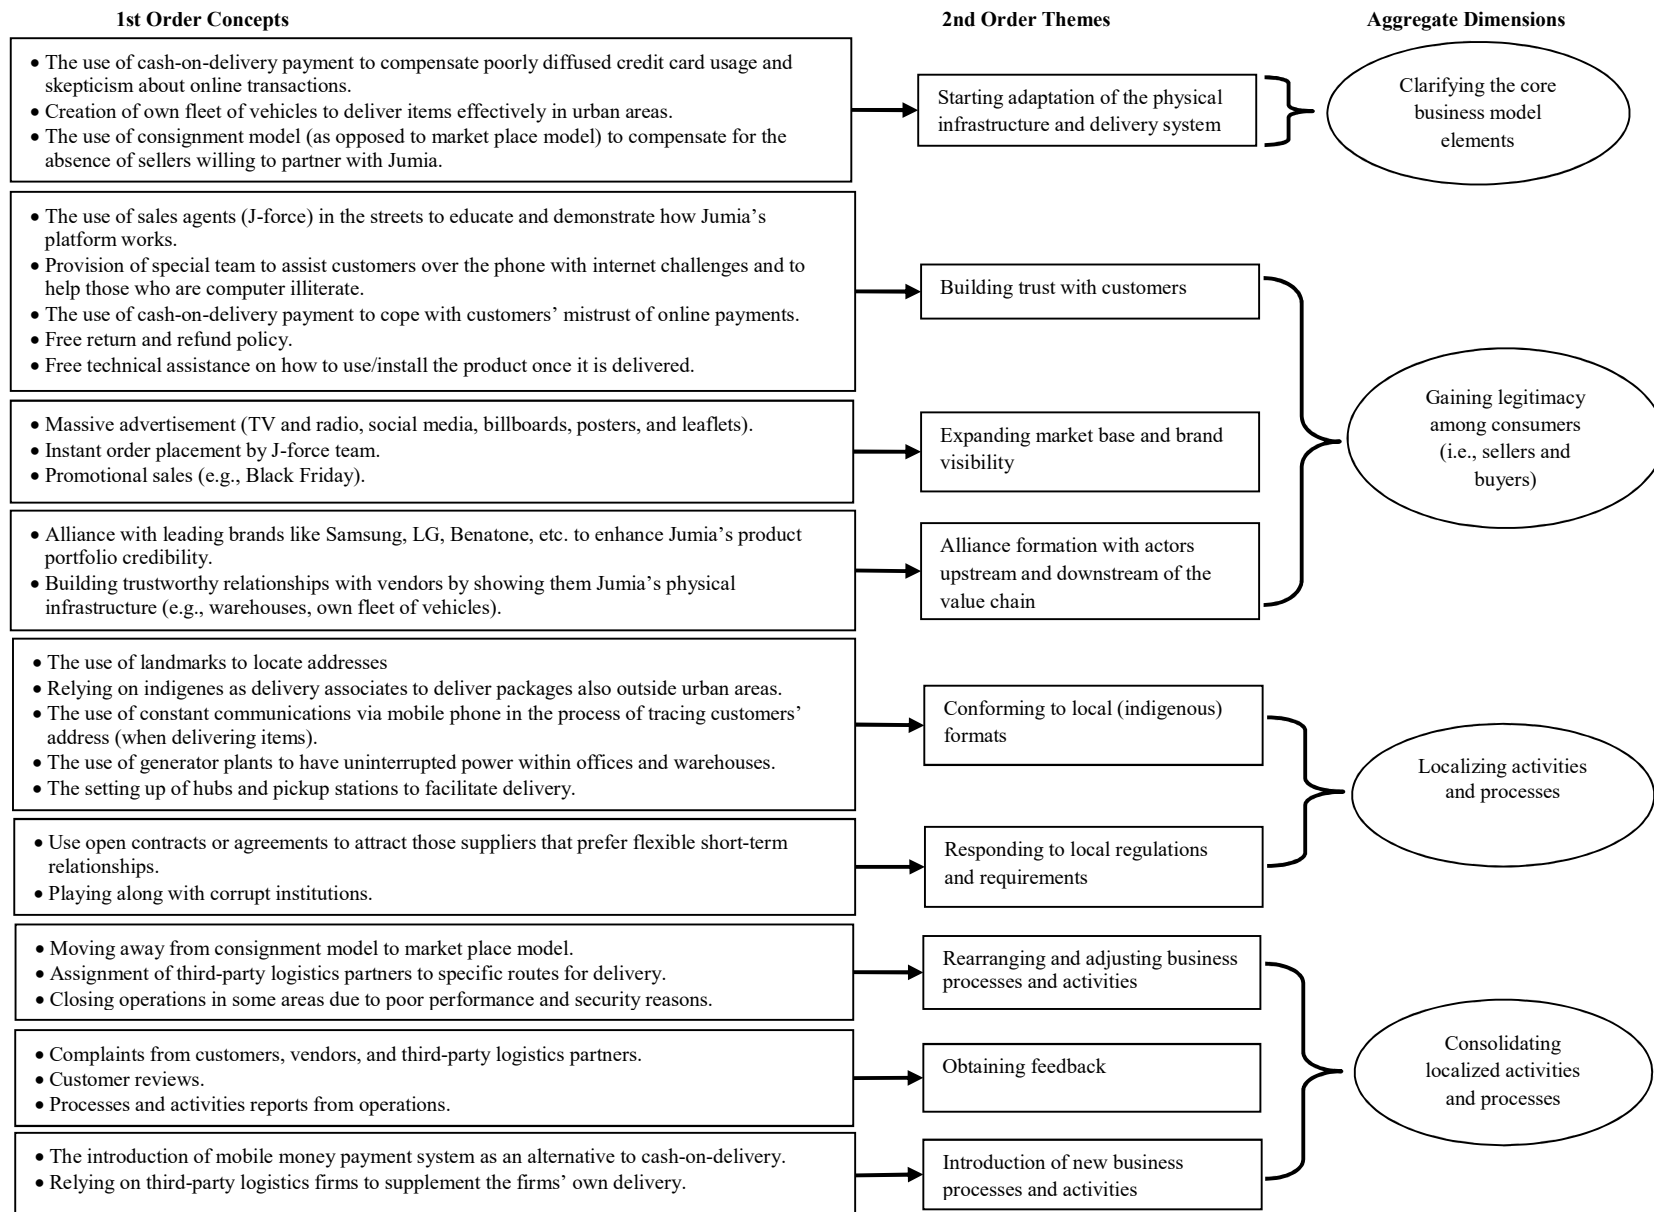 1st Order Concepts
2nd Order Themes
Aggregate Dimensions
• The use of cash-on-delivery payment to compensate poorly diffused credit card usage and
skepticism about online transactions.
• Creation of own fleet of vehicles to deliver items effectively in urban areas.
• The use of consignment model (as opposed to market place model) to compensate for the
absence of sellers willing to partner with Jumia.
Starting adaptation of the physical
infrastructure and delivery system
Clarifying the core
business model
elements
• The use of sales agents (J-force) in the streets to educate and demonstrate how Jumia’s
platform works.
• Provision of special team to assist customers over the phone with internet challenges and to
help those who are computer illiterate.
• The use of cash-on-delivery payment to cope with customers’ mistrust of online payments.
• Free return and refund policy.
• Free technical assistance on how to use/install the product once it is delivered.
Building trust with customers
• Massive advertisement (TV and radio, social media, billboards, posters, and leaflets).
• Instant order placement by J-force team.
• Promotional sales (e.g., Black Friday).
Expanding market base and brand
visibility
Gaining legitimacy
among consumers
(i.e., sellers and
buyers)
• Alliance with leading brands like Samsung, LG, Benatone, etc. to enhance Jumia’s product
portfolio credibility.
• Building trustworthy relationships with vendors by showing them Jumia’s physical
infrastructure (e.g., warehouses, own fleet of vehicles).
Alliance formation with actors
upstream and downstream of the
value chain
• The use of landmarks to locate addresses
• Relying on indigenes as delivery associates to deliver packages also outside urban areas.
• The use of constant communications via mobile phone in the process of tracing customers’
address (when delivering items).
• The use of generator plants to have uninterrupted power within offices and warehouses.
• The setting up of hubs and pickup stations to facilitate delivery.
Conforming to local (indigenous)
formats
Localizing activities
and processes
• Use open contracts or agreements to attract those suppliers that prefer flexible short-term
relationships.
• Playing along with corrupt institutions.
Responding to local regulations
and requirements
• Moving away from consignment model to market place model.
• Assignment of third-party logistics partners to specific routes for delivery.
• Closing operations in some areas due to poor performance and security reasons.
Rearranging and adjusting business
processes and activities
• Complaints from customers, vendors, and third-party logistics partners.
• Customer reviews.
• Processes and activities reports from operations.
Obtaining feedback
Consolidating
localized activities
and processes
• The introduction of mobile money payment system as an alternative to cash-on-delivery.
• Relying on third-party logistics firms to supplement the firms’ own delivery.
Introduction of new business
processes and activities